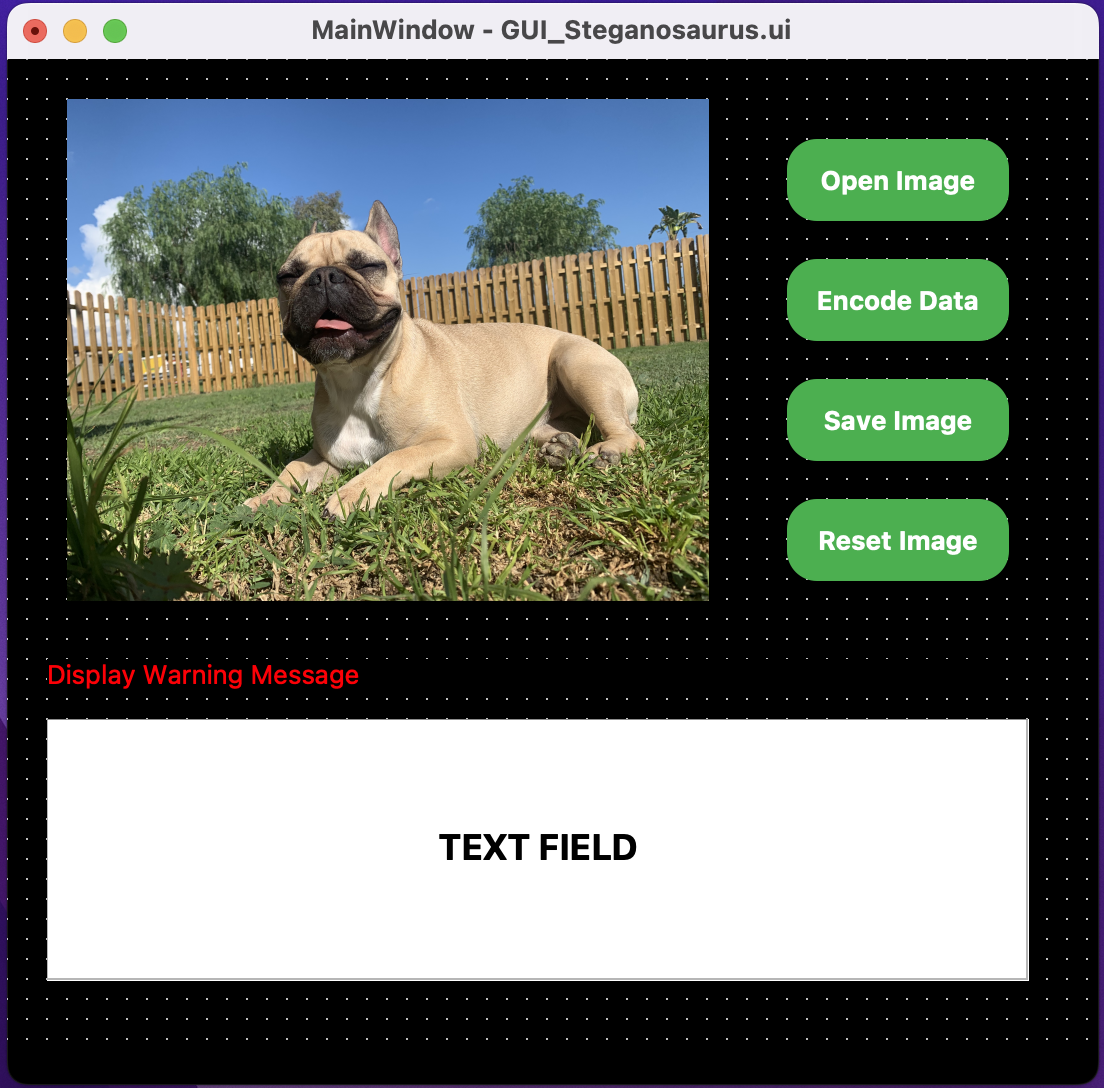 MainWindow - GUI_Steganosaurus.ui
Open Image
Encode Data
Save Image
Reset Image
Display Warning Message
TEXT FIELD